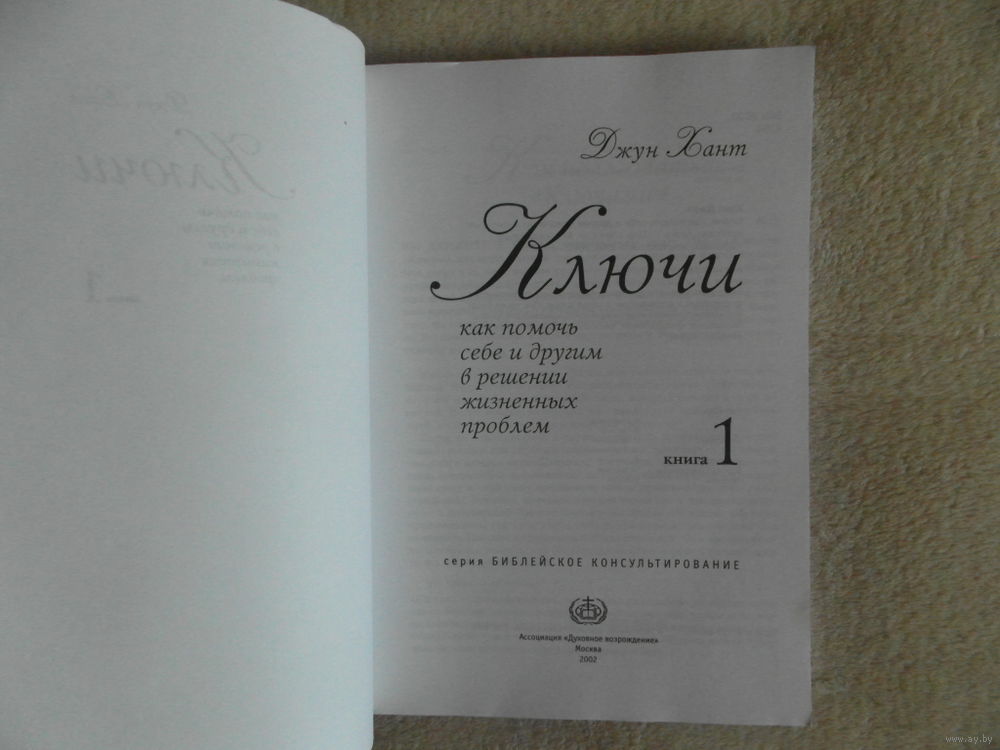 Джун Хант
Ключи
как помочь
себе и другим
в решении
жизненных
проблем
книга 1
серия БИБЛЕЙСКОЕ КОНСУЛЬТИРОВАНИЕ
Ассоциация «Духовное возрождение»
Москва
2002
www.ay.by